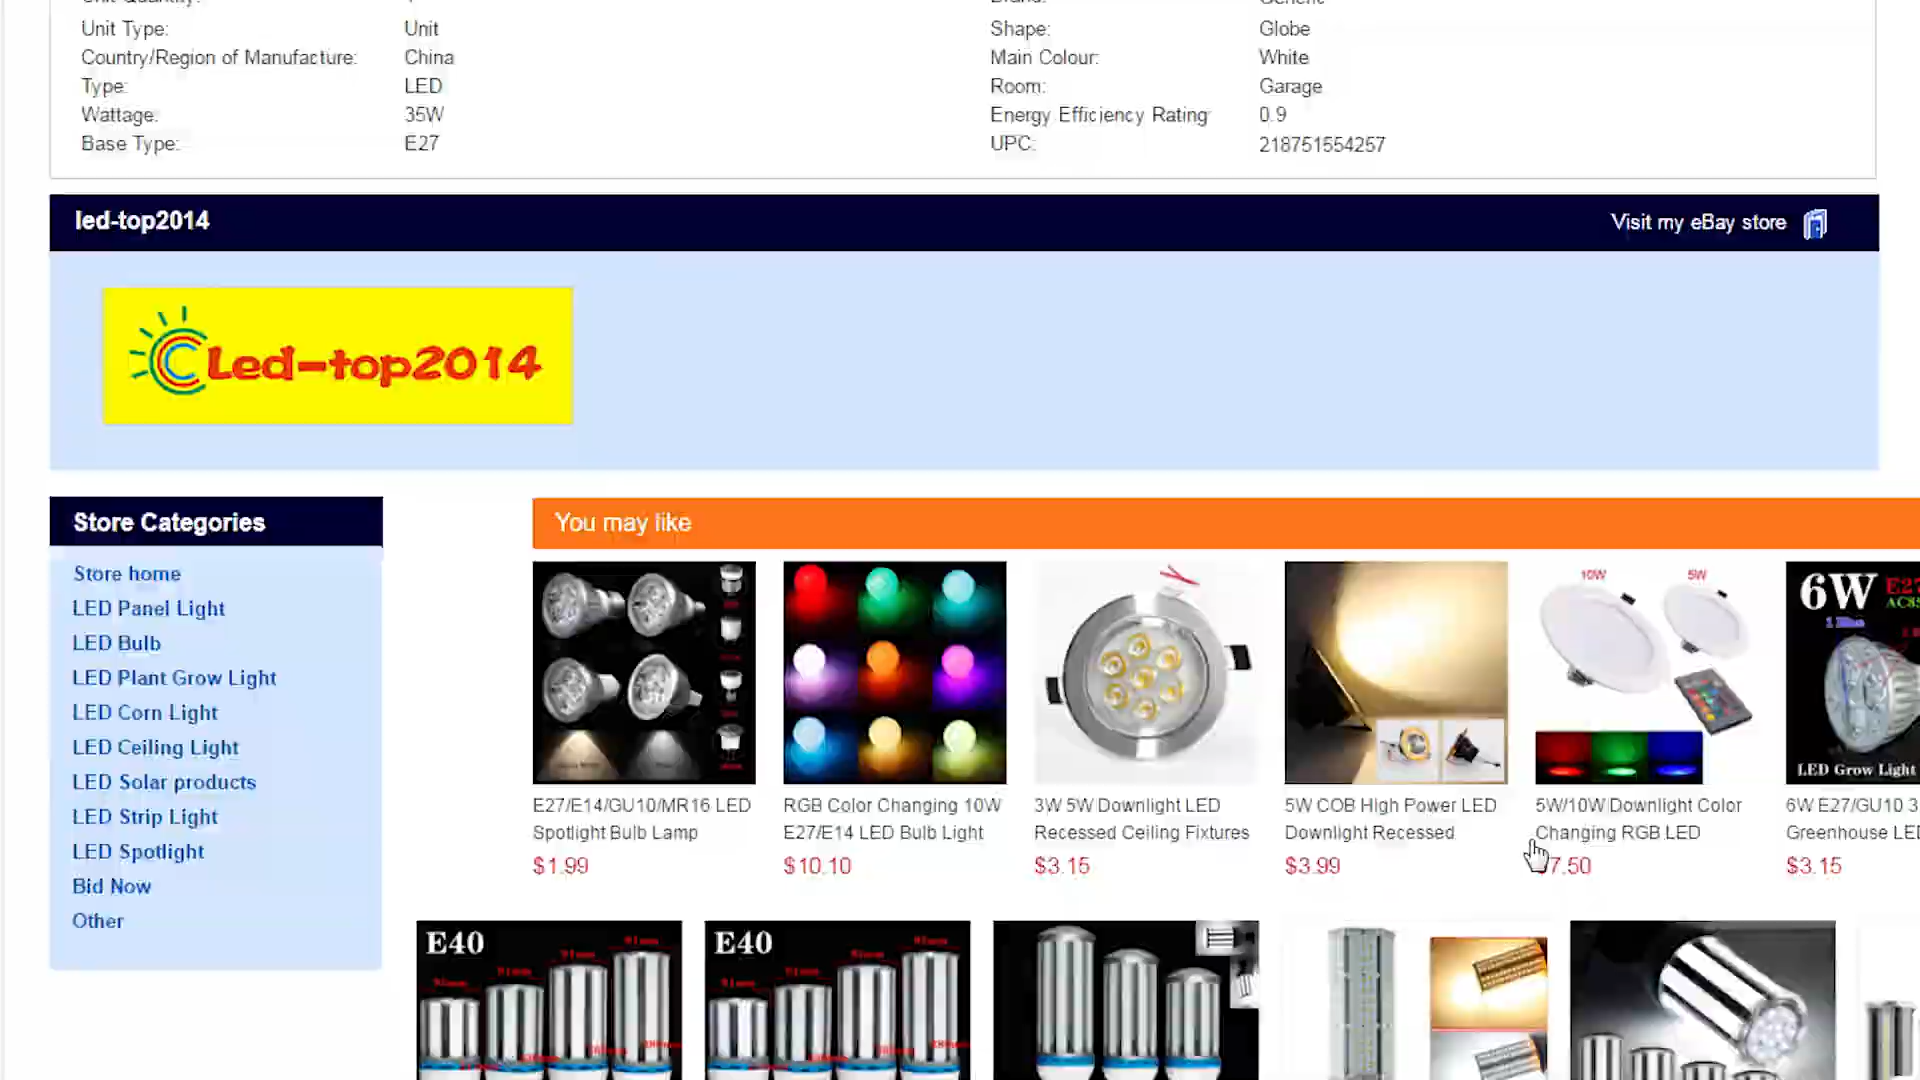 Unit Type: Unit Shape: Globe
Country/Region of Manufacture: China Main Colour: White
Type: LED Room: Garage
Wattage: 35W Energy Efficiency Rating: 0.9
Base Type: E27 UPC: 218751554257
led-top2014 Visit my eBay store
Led-top2014
Store Categories
Store home
LED Panel Light
LED Bulb
LED Plant Grow Light
LED Corn Light
LED Ceiling Light
LED Solar products
LED Strip Light
LED Spotlight
Bid Now
Other
You may like
10W 5W
6W
LED Grow Light
E27/E14/GU10/MR16 LED
Spotlight Bulb Lamp
$1.99
RGB Color Changing 10W
E27/E14 LED Bulb Light
$10.10
3W 5W Downlight LED
Recessed Ceiling Fixtures
$3.15
5W COB High Power LED
Downlight Recessed
$3.99
5W/10W Downlight Color
Changing RGB LED
7.50
6W E27/GU10
$3.15
E40
E40